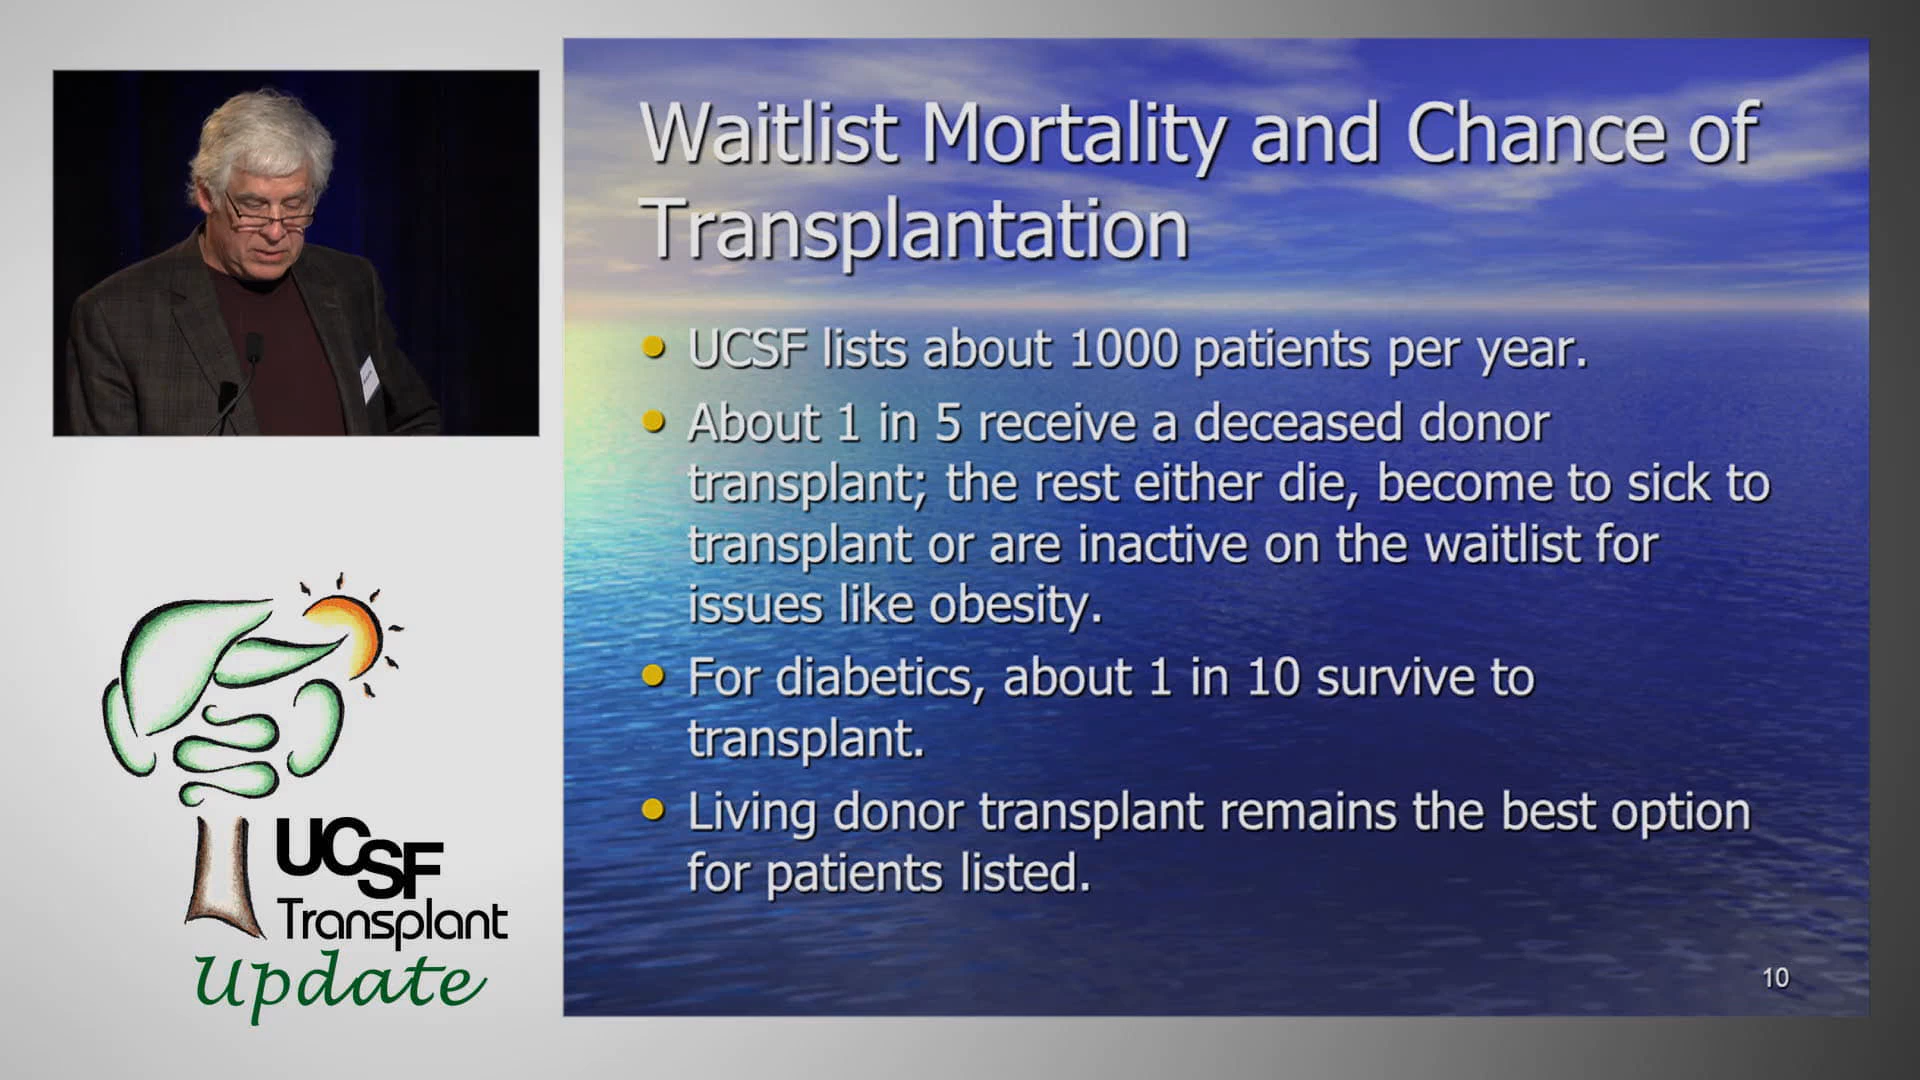 Waitlist Mortality and Chance of
Transplantation
• UCSF lists about 1000 patients per year.
• About 1 in 5 receive a deceased donor
transplant; the rest either die, become to sick to
transplant or are inactive on the waitlist for
issues like obesity.
• For diabetics, about 1 in 10 survive to
transplant.
• Living donor transplant remains the best option
for patients listed.
10
UCSF
Transplant
Update